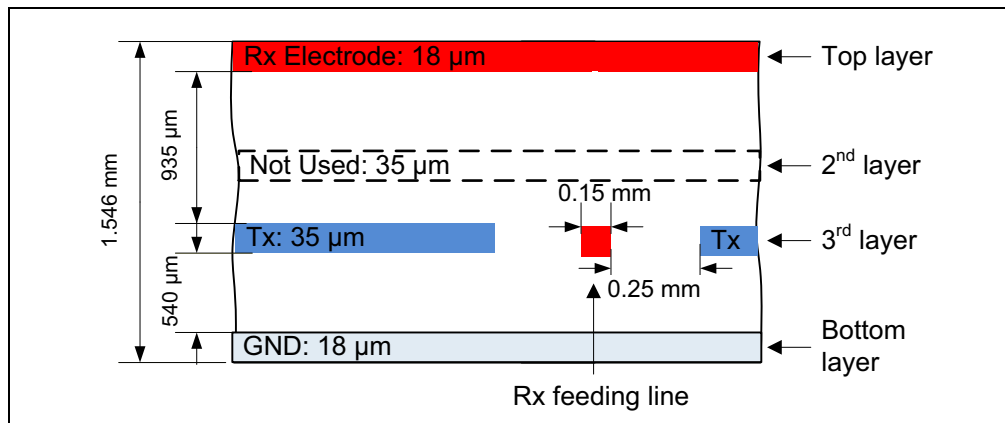 Rx Electrode: 18 µm
Top layer
935 µm
1.546 mm
Not Used: 35 µm
2nd layer
0.15 mm
Tx: 35 µm
Tx
3rd layer
0.25 mm
540 µm
GND: 18 µm
Bottom
layer
Rx feeding line